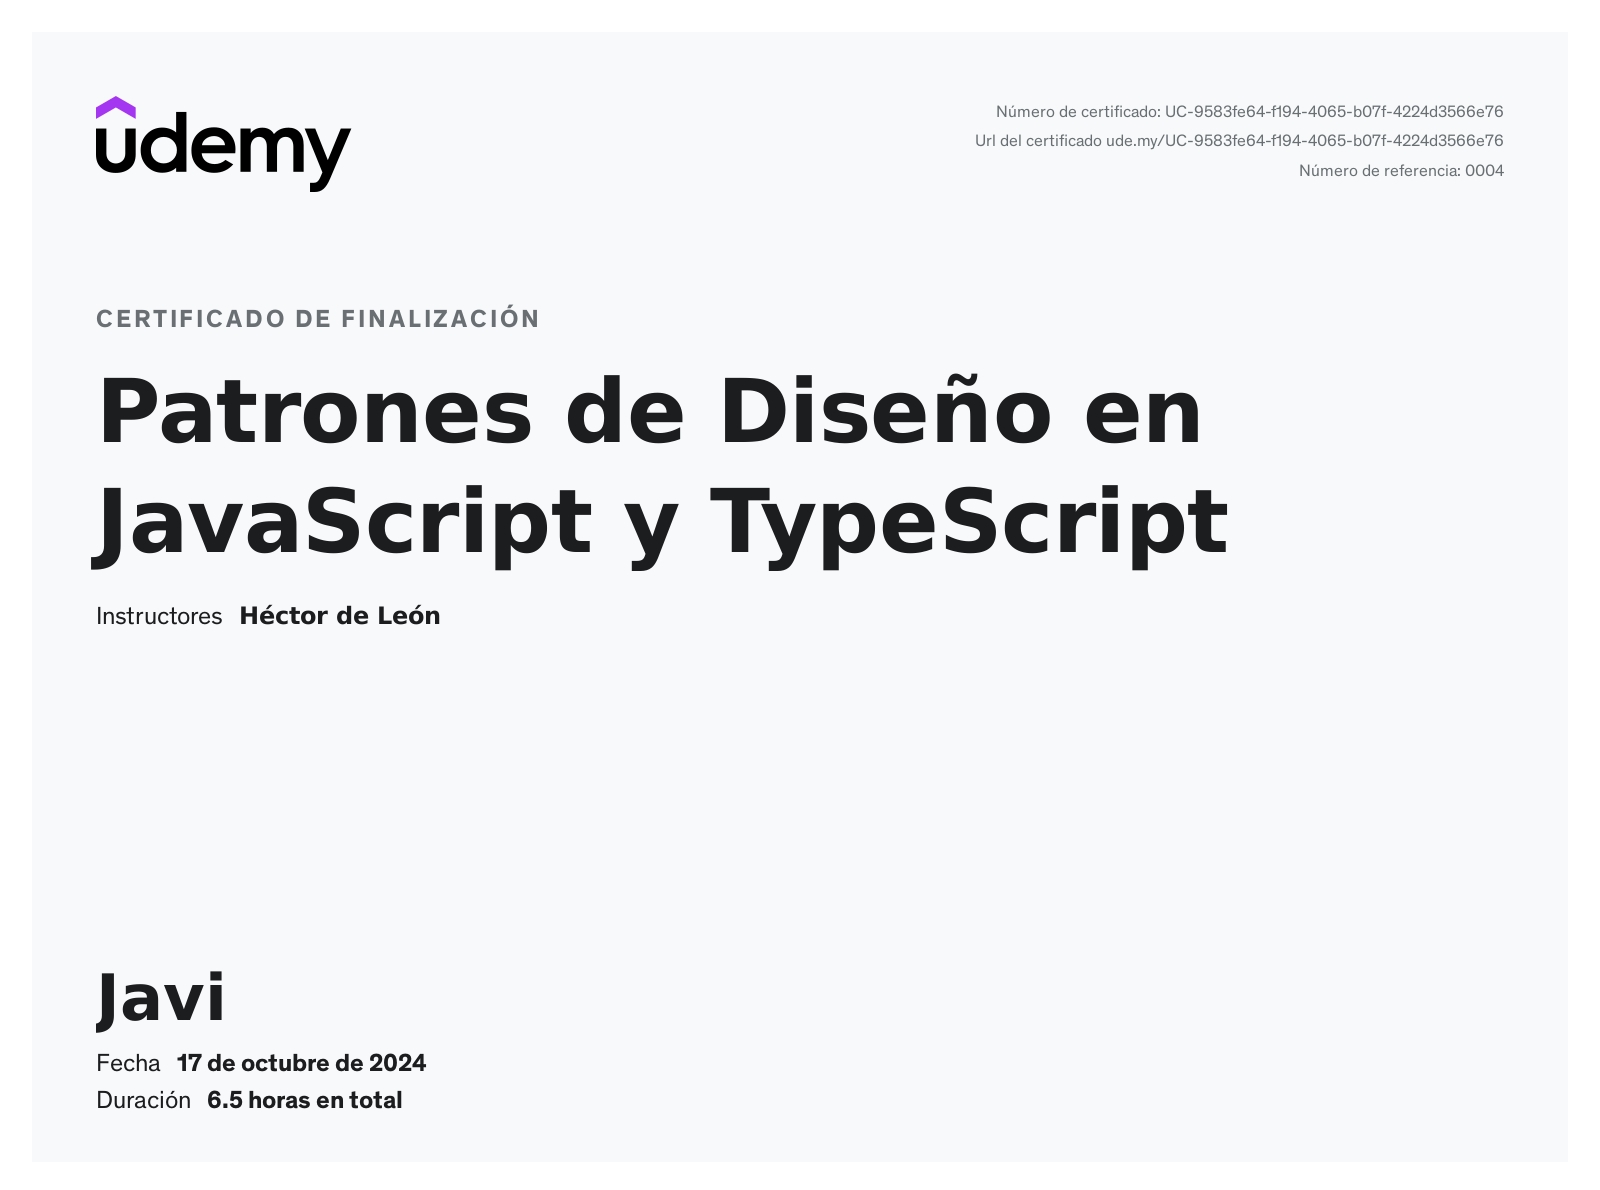 udemy
Número de certificado: UC-9583fe64-f194-4065-b07f-4224d3566e76
Url del certificado ude.my/UC-9583fe64-f194-4065-b07f-4224d3566e76
Número de referencia: 0004
CERTIFICADO DE FINALIZACIÓN
Patrones de Diseño en
JavaScript y TypeScript
Instructores Héctor de León
Javi
Fecha 17 de octubre de 2024
Duración 6.5 horas en total